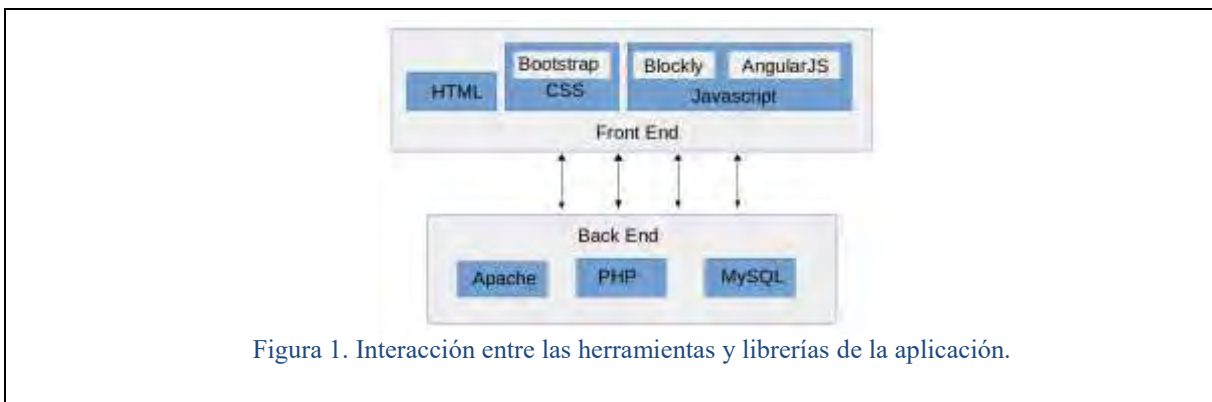 Bootstrap Blockly AngularJS
HTML CSS Javascript
Front End
Back End
Apache PHP MySQL
Figura 1. Interacción entre las herramientas y librerías de la aplicación.